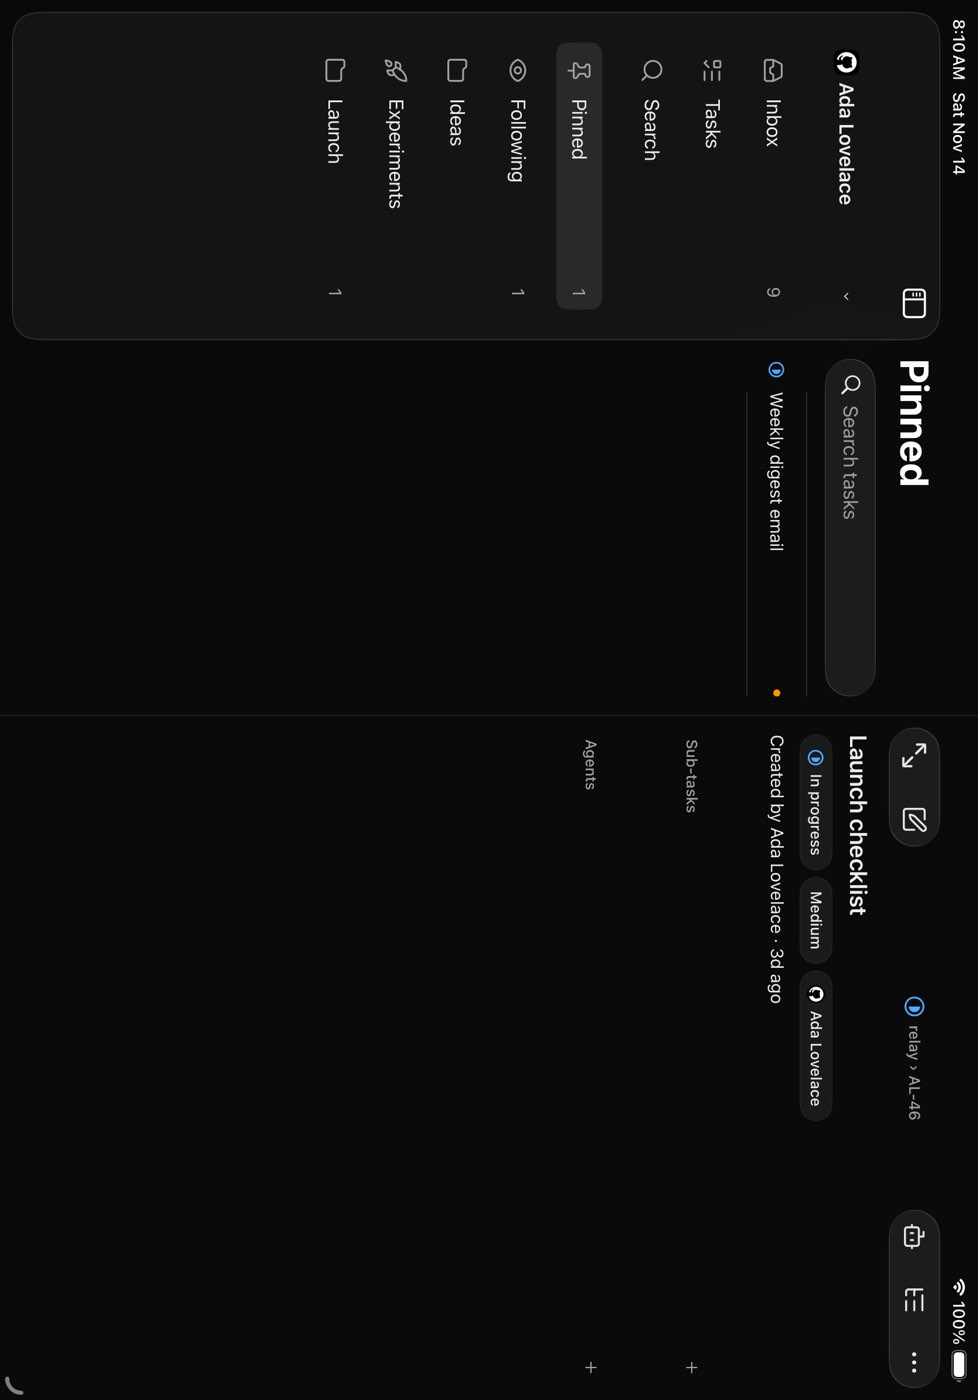 8:10 AM Sat Nov 14
100%
Ada Lovelace
Inbox 9
Tasks
Search
Pinned 1
Following 1
Ideas
Experiments
Launch 1
Pinned
Search tasks
Weekly digest email
relay › AL-46
Launch checklist
In progress Medium Ada Lovelace
Created by Ada Lovelace · 3d ago
Sub-tasks
Agents